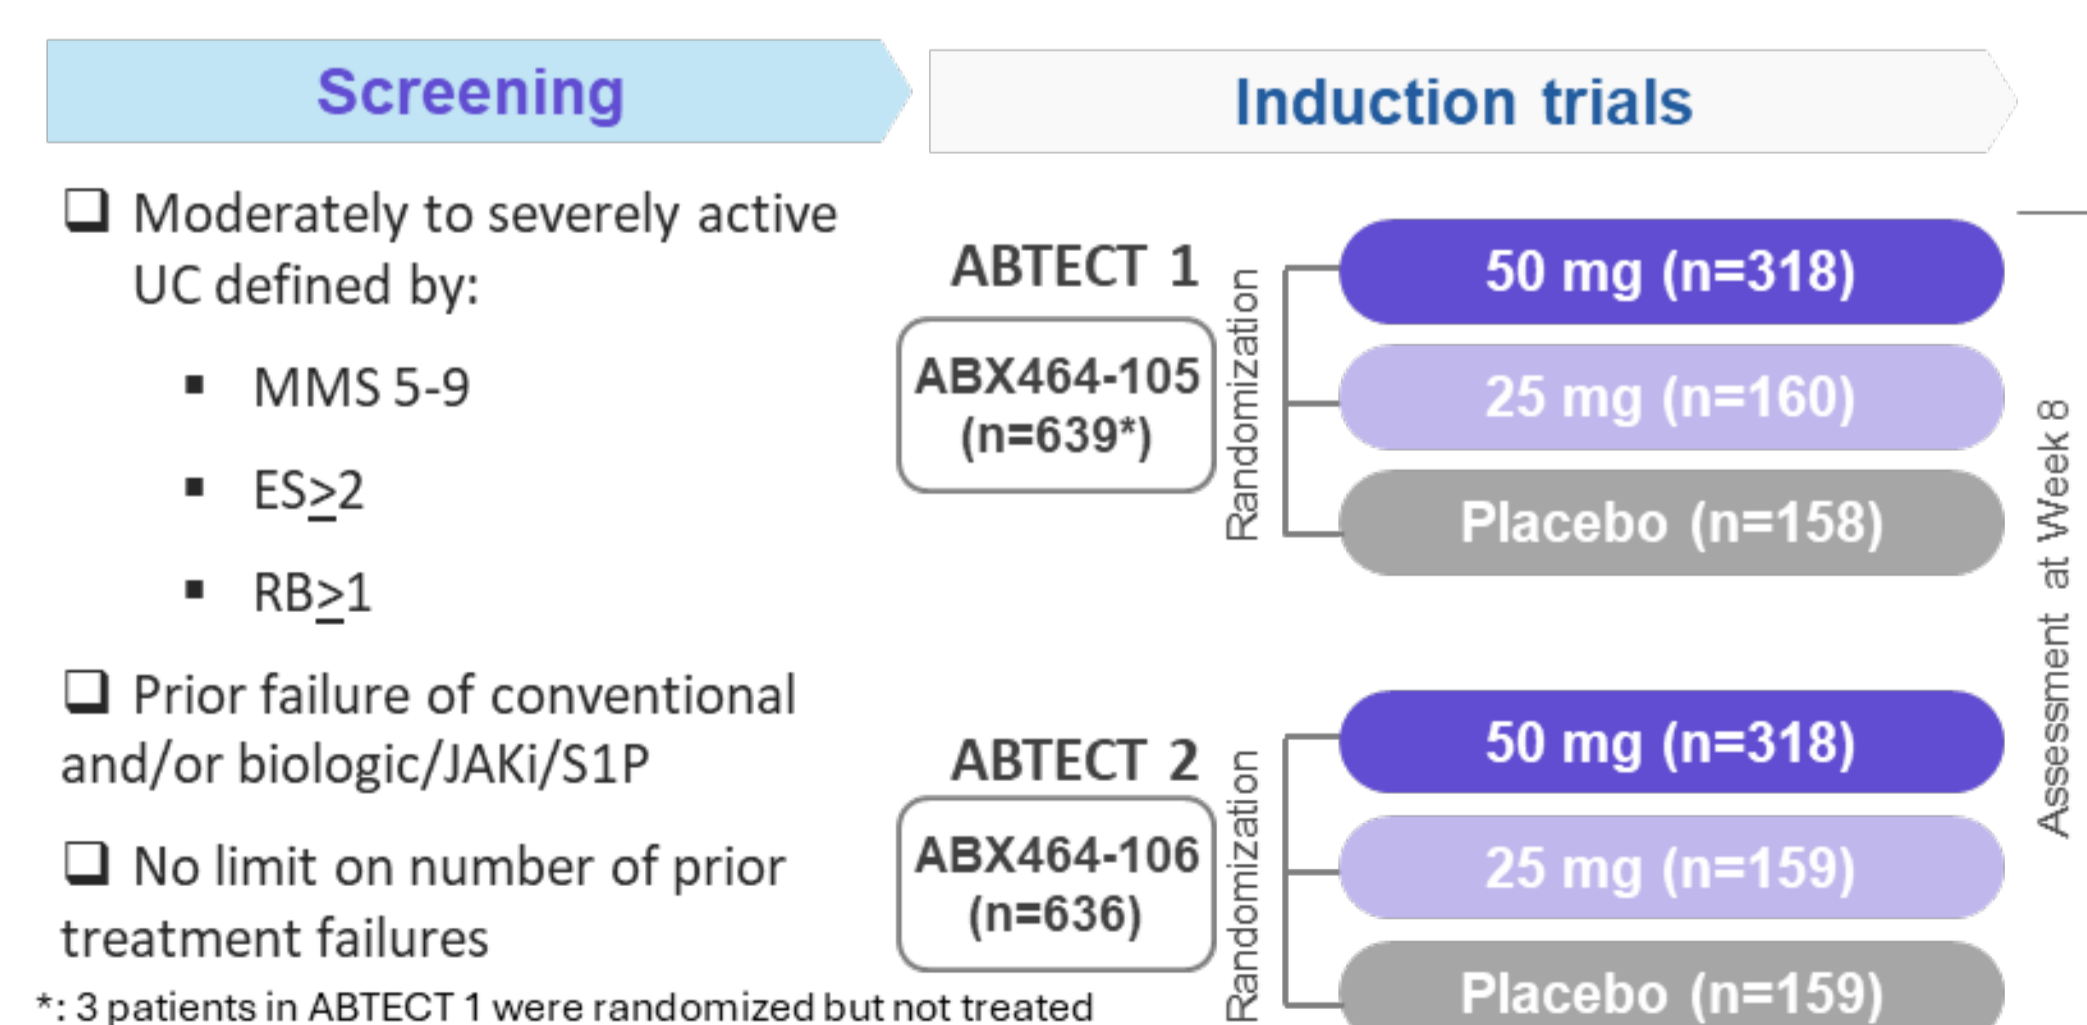 Screening
Moderately to severely active
UC defined by:
MMS 5-9
ES≥2
RB≥1
Prior failure of conventional
and/or biologic/JAKi/S1P
No limit on number of prior
treatment failures
*: 3 patients in ABTECT 1 were randomized but not treated
Induction trials
ABTECT 1
ABX464-105
(n=639*)
Randomization
50 mg (n=318)
25 mg (n=160)
Placebo (n=158)
ABTECT 2
ABX464-106
(n=636)
Randomization
50 mg (n=318)
25 mg (n=159)
Placebo (n=159)
Assessment at Week 8